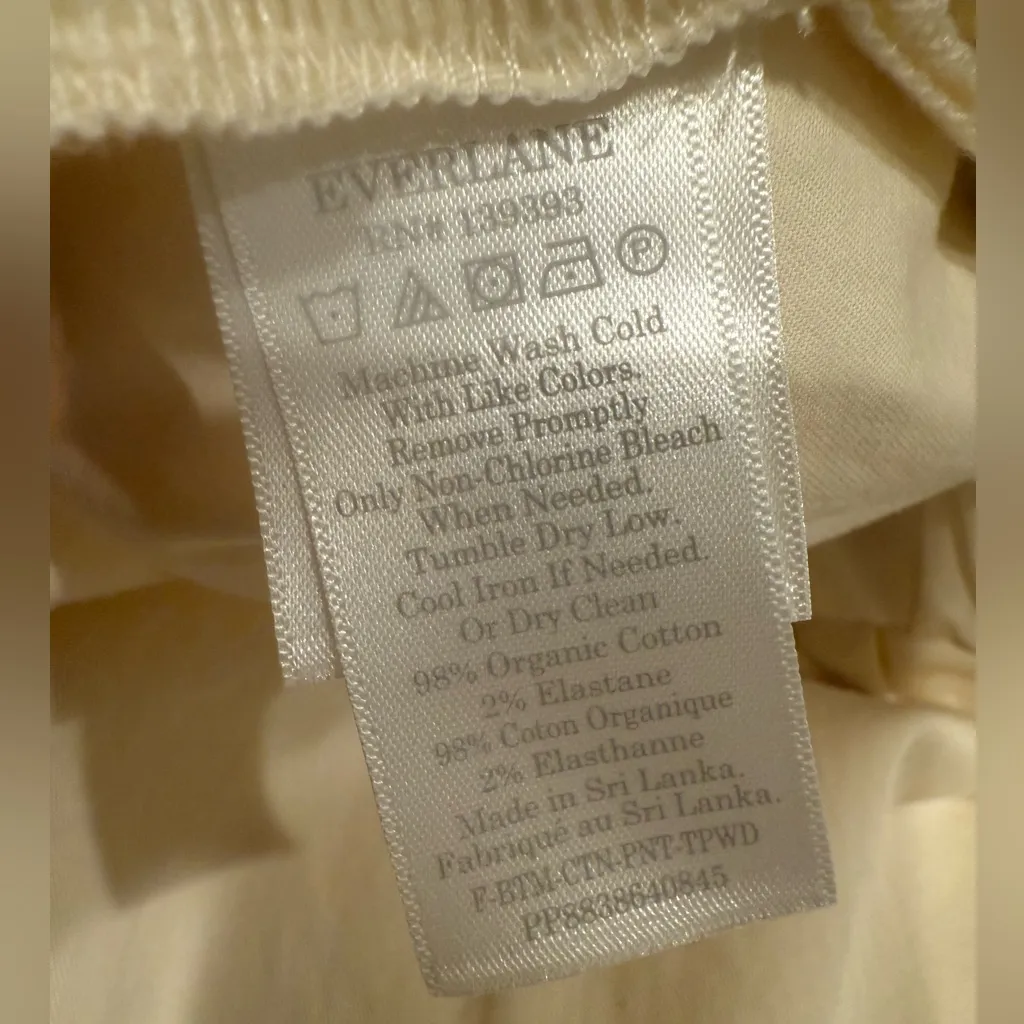 EVERLANE
RN# 139393
P
Machine Wash Cold
With Like Colors.
Remove Promptly
Only Non-Chlorine Bleach
When Needed.
Tumble Dry Low.
Cool Iron If Needed.
Or Dry Clean
98% Organic Cotton
2% Elastane
98% Coton Organique
2% Elasthanne
Made in Sri Lanka.
Fabriqué au Sri Lanka.
F-BTM-CTN-PNT-TPWD
PP8838640845